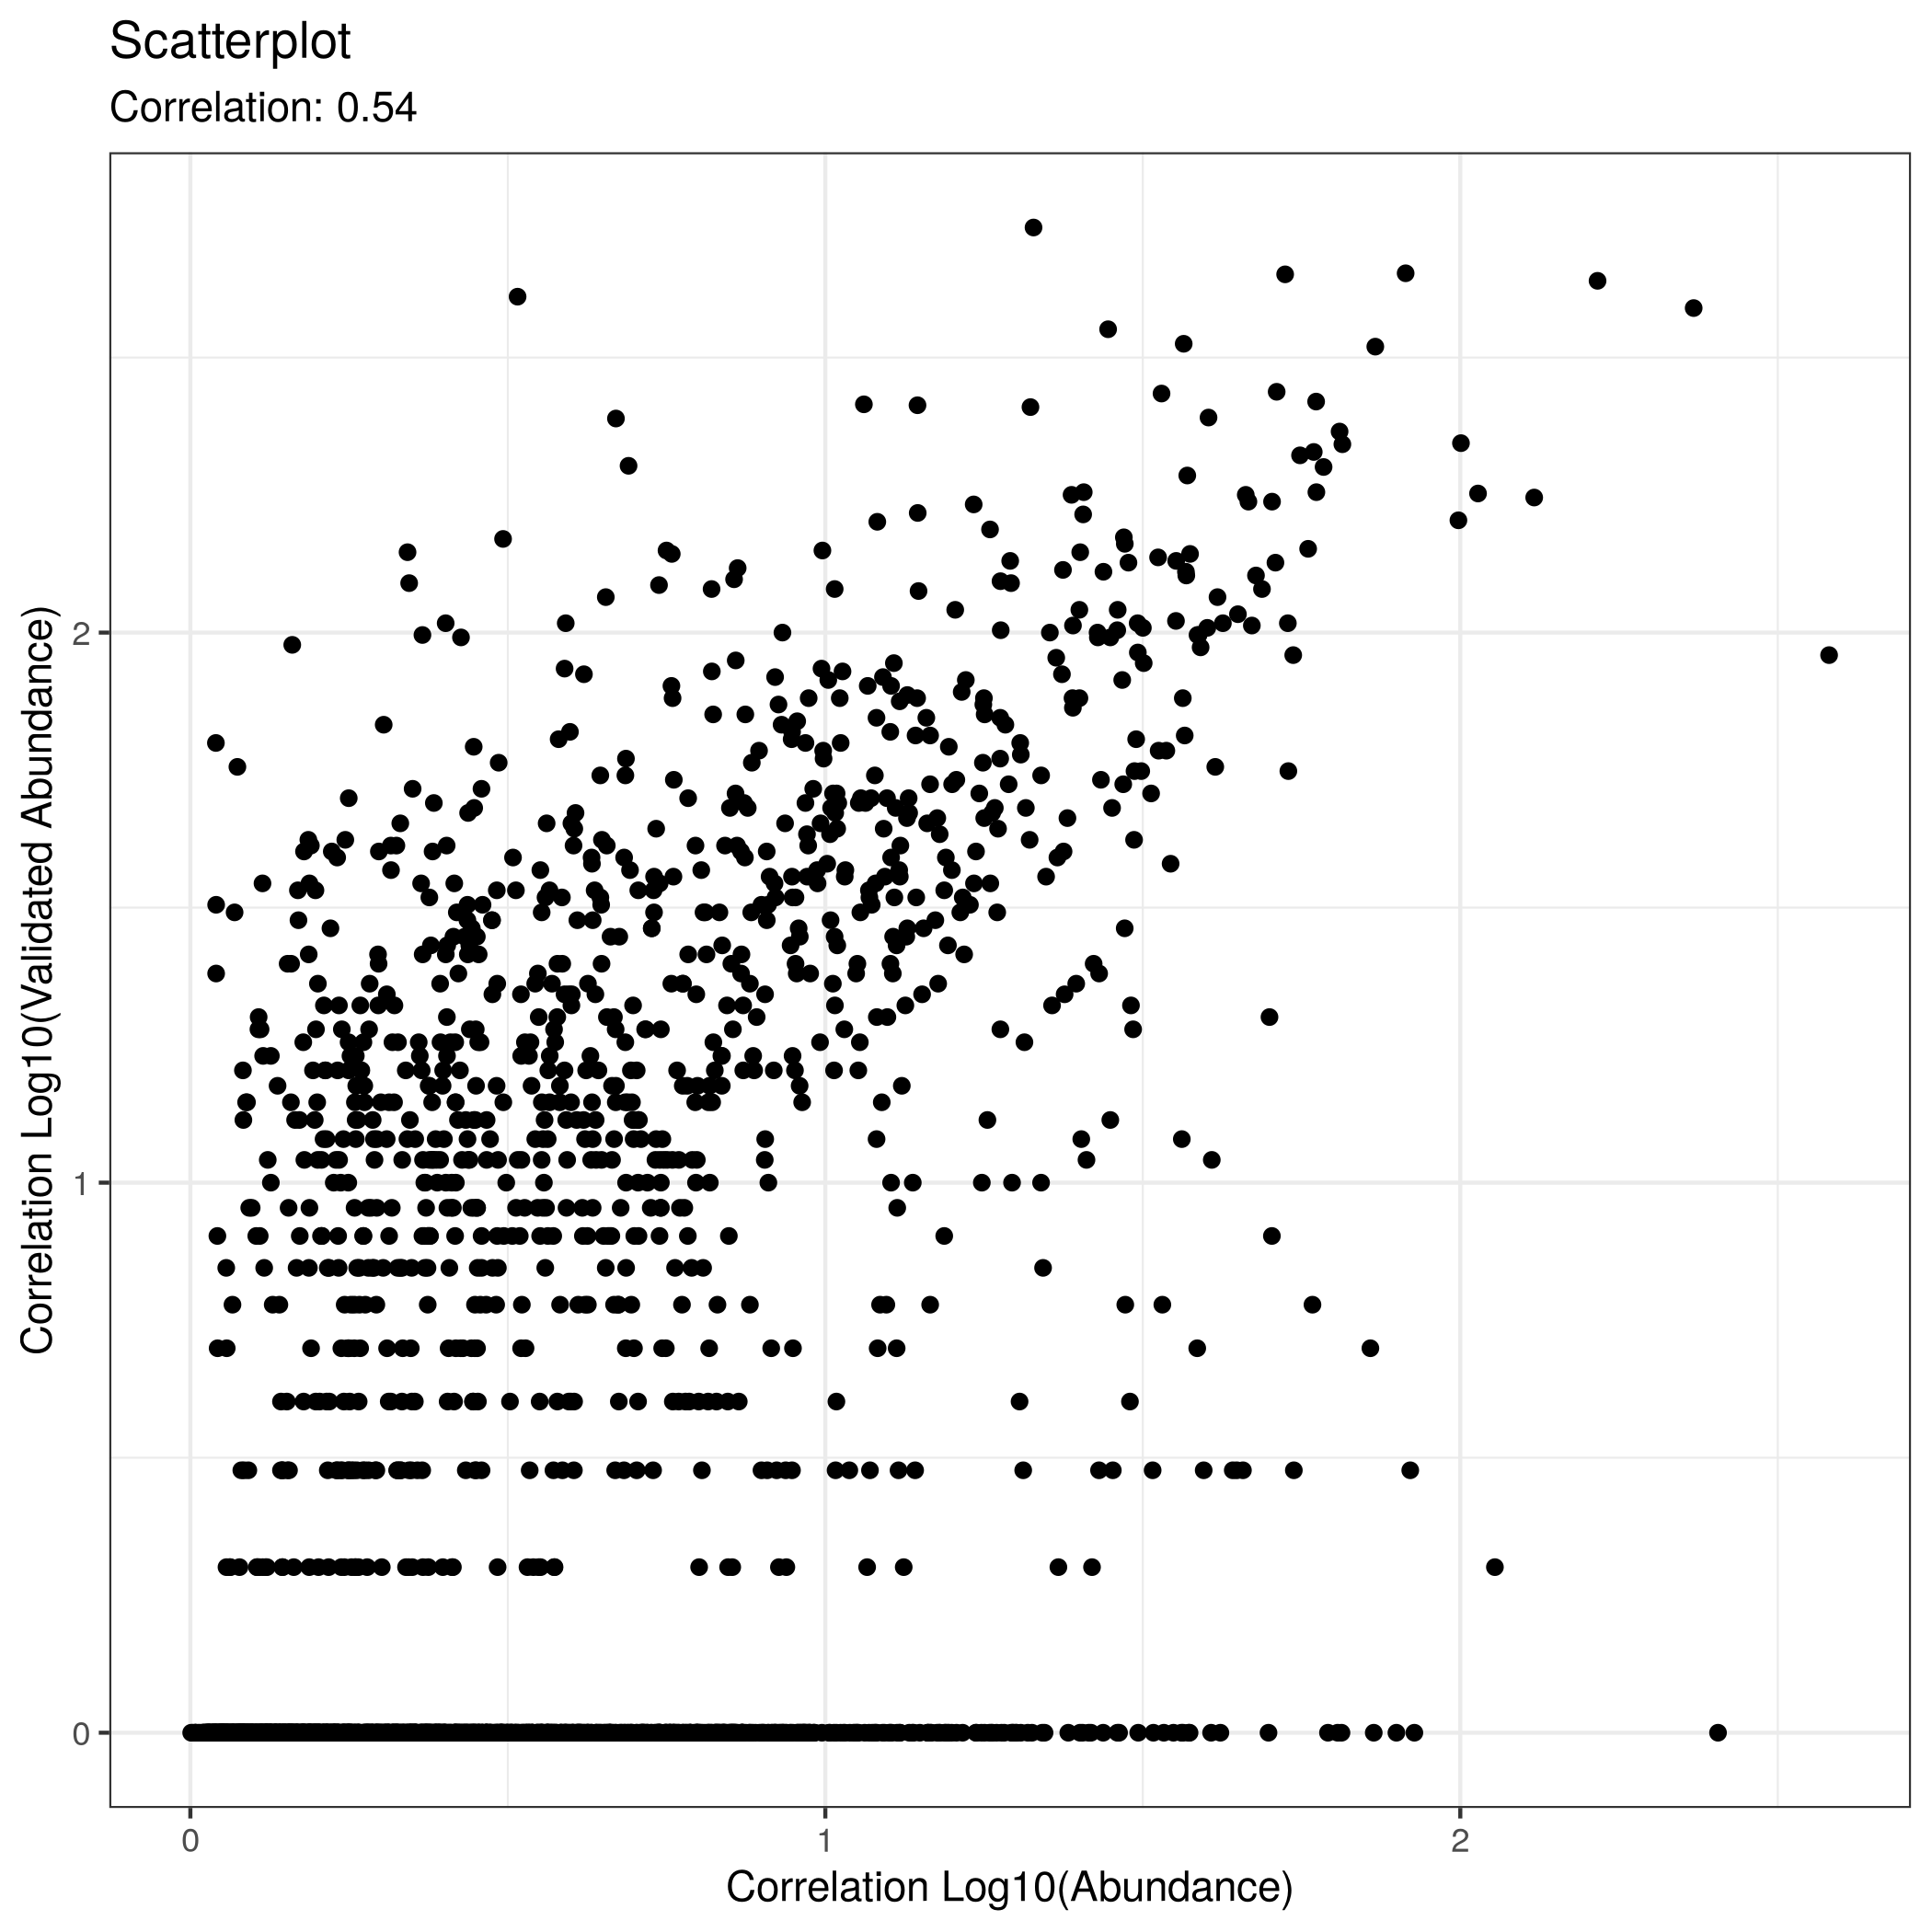 Scatterplot
Correlation: 0.54
Correlation Log10(Validated Abundance)
2
1
0
0
1
2
Correlation Log10(Abundance)